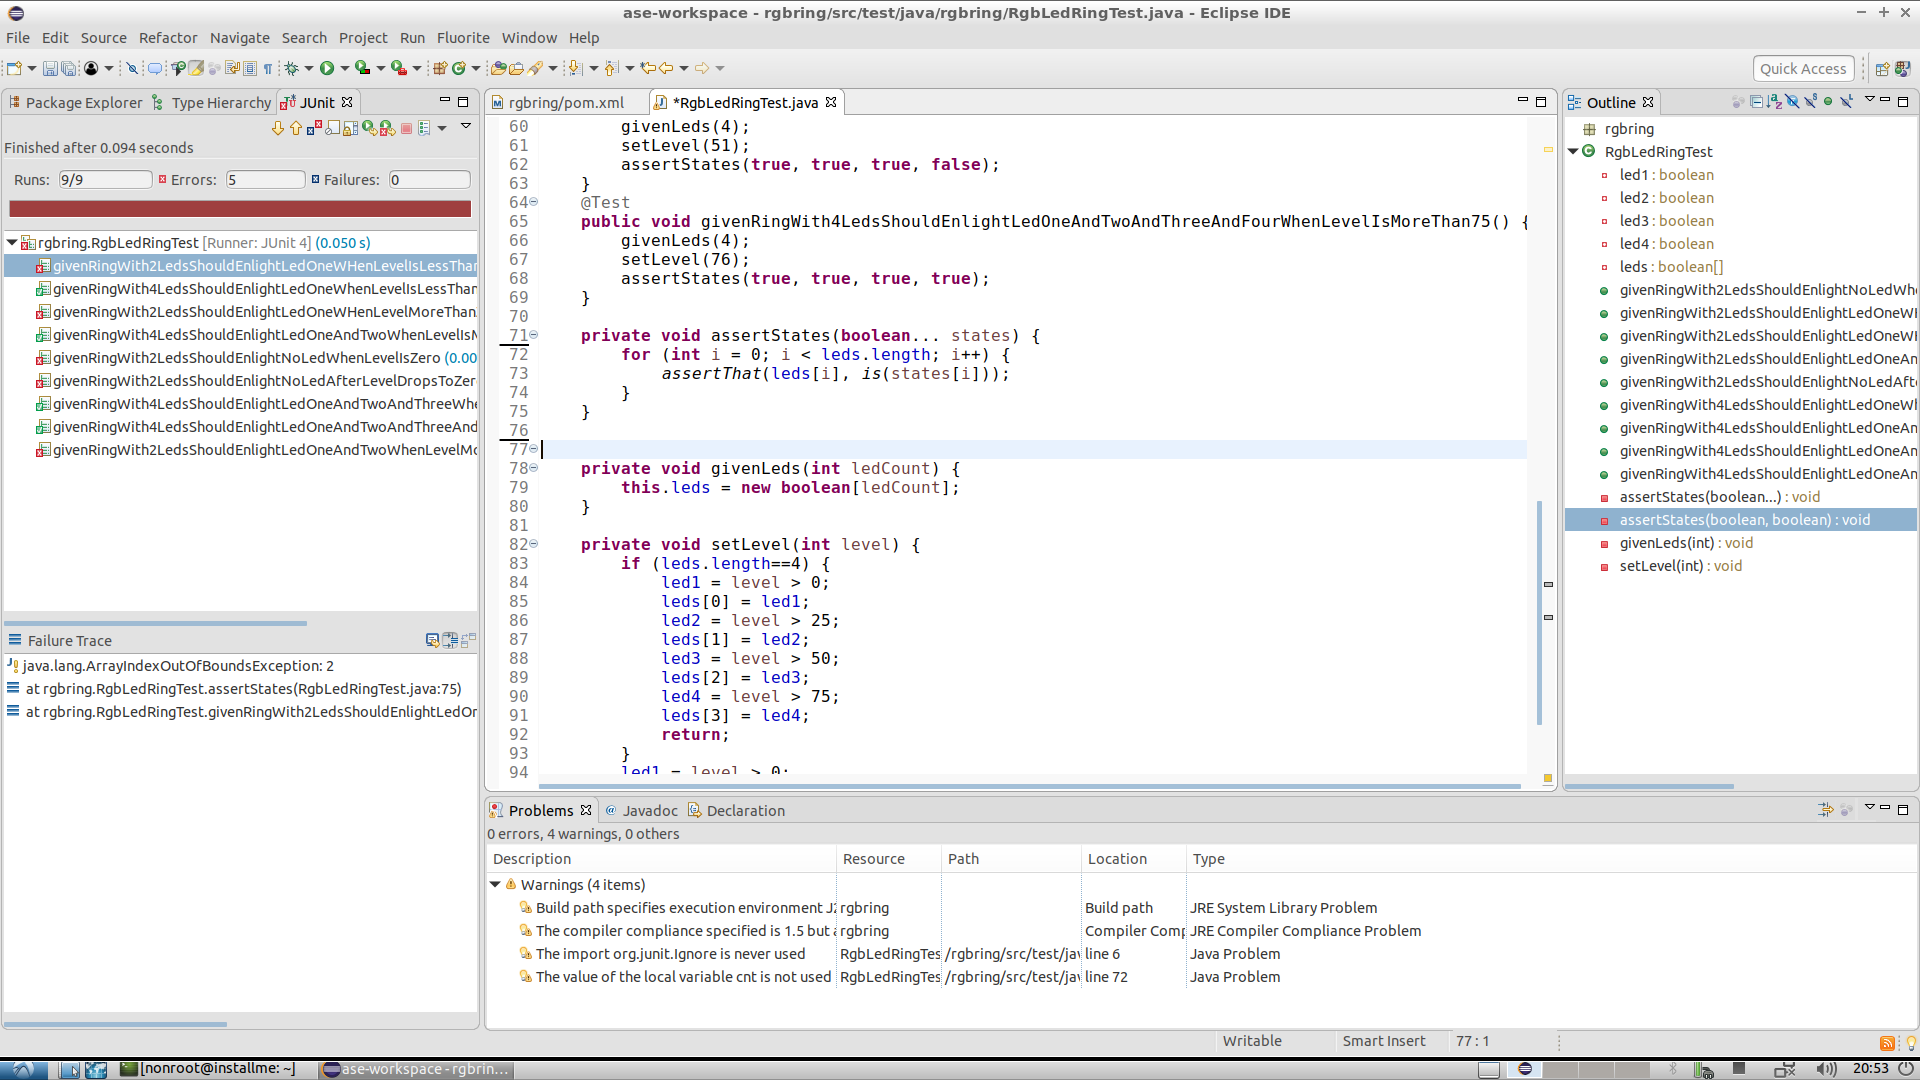 ase-workspace - rgbring/src/test/java/rgbring/RgbLedRingTest.java - Eclipse IDE
File Edit Source Refactor Navigate Search Project Run Fluorite Window Help
Quick Access
Package Explorer Type Hierarchy JUnit
Finished after 0.094 seconds
Runs: 9/9 Errors: 5 Failures: 0
rgbring.RgbLedRingTest [Runner: JUnit 4] (0.050 s)
givenRingWith2LedsShouldEnlightLedOneWHenLevelIsLessThan
givenRingWith4LedsShouldEnlightLedOneWhenLevelIsLessThan
givenRingWith2LedsShouldEnlightLedOneWHenLevelMoreThan
givenRingWith4LedsShouldEnlightLedOneAndTwoWhenLevelIsM
givenRingWith2LedsShouldEnlightNoLedWhenLevelIsZero (0.00
givenRingWith2LedsShouldEnlightNoLedAfterLevelDropsToZer
givenRingWith4LedsShouldEnlightLedOneAndTwoAndThreeWhe
givenRingWith4LedsShouldEnlightLedOneAndTwoAndThreeAnd
givenRingWith2LedsShouldEnlightLedOneAndTwoWhenLevelMo
Failure Trace
java.lang.ArrayIndexOutOfBoundsException: 2
at rgbring.RgbLedRingTest.assertStates(RgbLedRingTest.java:75)
at rgbring.RgbLedRingTest.givenRingWith2LedsShouldEnlightLedOn
rgbring/pom.xml *RgbLedRingTest.java
60 givenLeds(4);
61 setLevel(51);
62 assertStates(true, true, true, false);
63 }
64 @Test
65 public void givenRingWith4LedsShouldEnlightLedOneAndTwoAndThreeAndFourWhenLevelIsMoreThan75() {
66 givenLeds(4);
67 setLevel(76);
68 assertStates(true, true, true, true);
69 }
70
71 private void assertStates(boolean... states) {
72 for (int i = 0; i < leds.length; i++) {
73 assertThat(leds[i], is(states[i]));
74 }
75 }
76
77
78 private void givenLeds(int ledCount) {
79 this.leds = new boolean[ledCount];
80 }
81
82 private void setLevel(int level) {
83 if (leds.length==4) {
84 led1 = level > 0;
85 leds[0] = led1;
86 led2 = level > 25;
87 leds[1] = led2;
88 led3 = level > 50;
89 leds[2] = led3;
90 led4 = level > 75;
91 leds[3] = led4;
92 return;
93 }
94 led1 = level > 0;
Outline
rgbring
RgbLedRingTest
led1 : boolean
led2 : boolean
led3 : boolean
led4 : boolean
leds : boolean[]
givenRingWith2LedsShouldEnlightNoLedWh
givenRingWith2LedsShouldEnlightLedOneWH
givenRingWith2LedsShouldEnlightLedOneWH
givenRingWith2LedsShouldEnlightLedOneAn
givenRingWith2LedsShouldEnlightNoLedAft
givenRingWith4LedsShouldEnlightLedOneWh
givenRingWith4LedsShouldEnlightLedOneAn
givenRingWith4LedsShouldEnlightLedOneAn
givenRingWith4LedsShouldEnlightLedOneAn
assertStates(boolean...) : void
assertStates(boolean, boolean) : void
givenLeds(int) : void
setLevel(int) : void
Problems Javadoc Declaration
0 errors, 4 warnings, 0 others
Description Resource Path Location Type
Warnings (4 items)
Build path specifies execution environment J2 rgbring Build path JRE System Library Problem
The compiler compliance specified is 1.5 but a rgbring Compiler Comp JRE Compiler Compliance Problem
The import org.junit.Ignore is never used RgbLedRingTes /rgbring/src/test/jav line 6 Java Problem
The value of the local variable cnt is not used RgbLedRingTes /rgbring/src/test/jav line 72 Java Problem
Writable Smart Insert 77 : 1
[nonroot@installme: ~] ase-workspace - rgbrin... 20:53